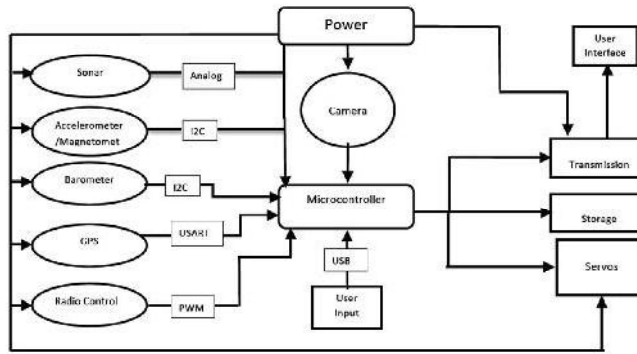 Power
User
Interface
Sonar
Analog
Camera
Accelerometer
/Magnetomet
I2C
Transmission
Barometer
I2C
Microcontroller
Storage
GPS
USART
USB
Servos
Radio Control
PWM
User
Input